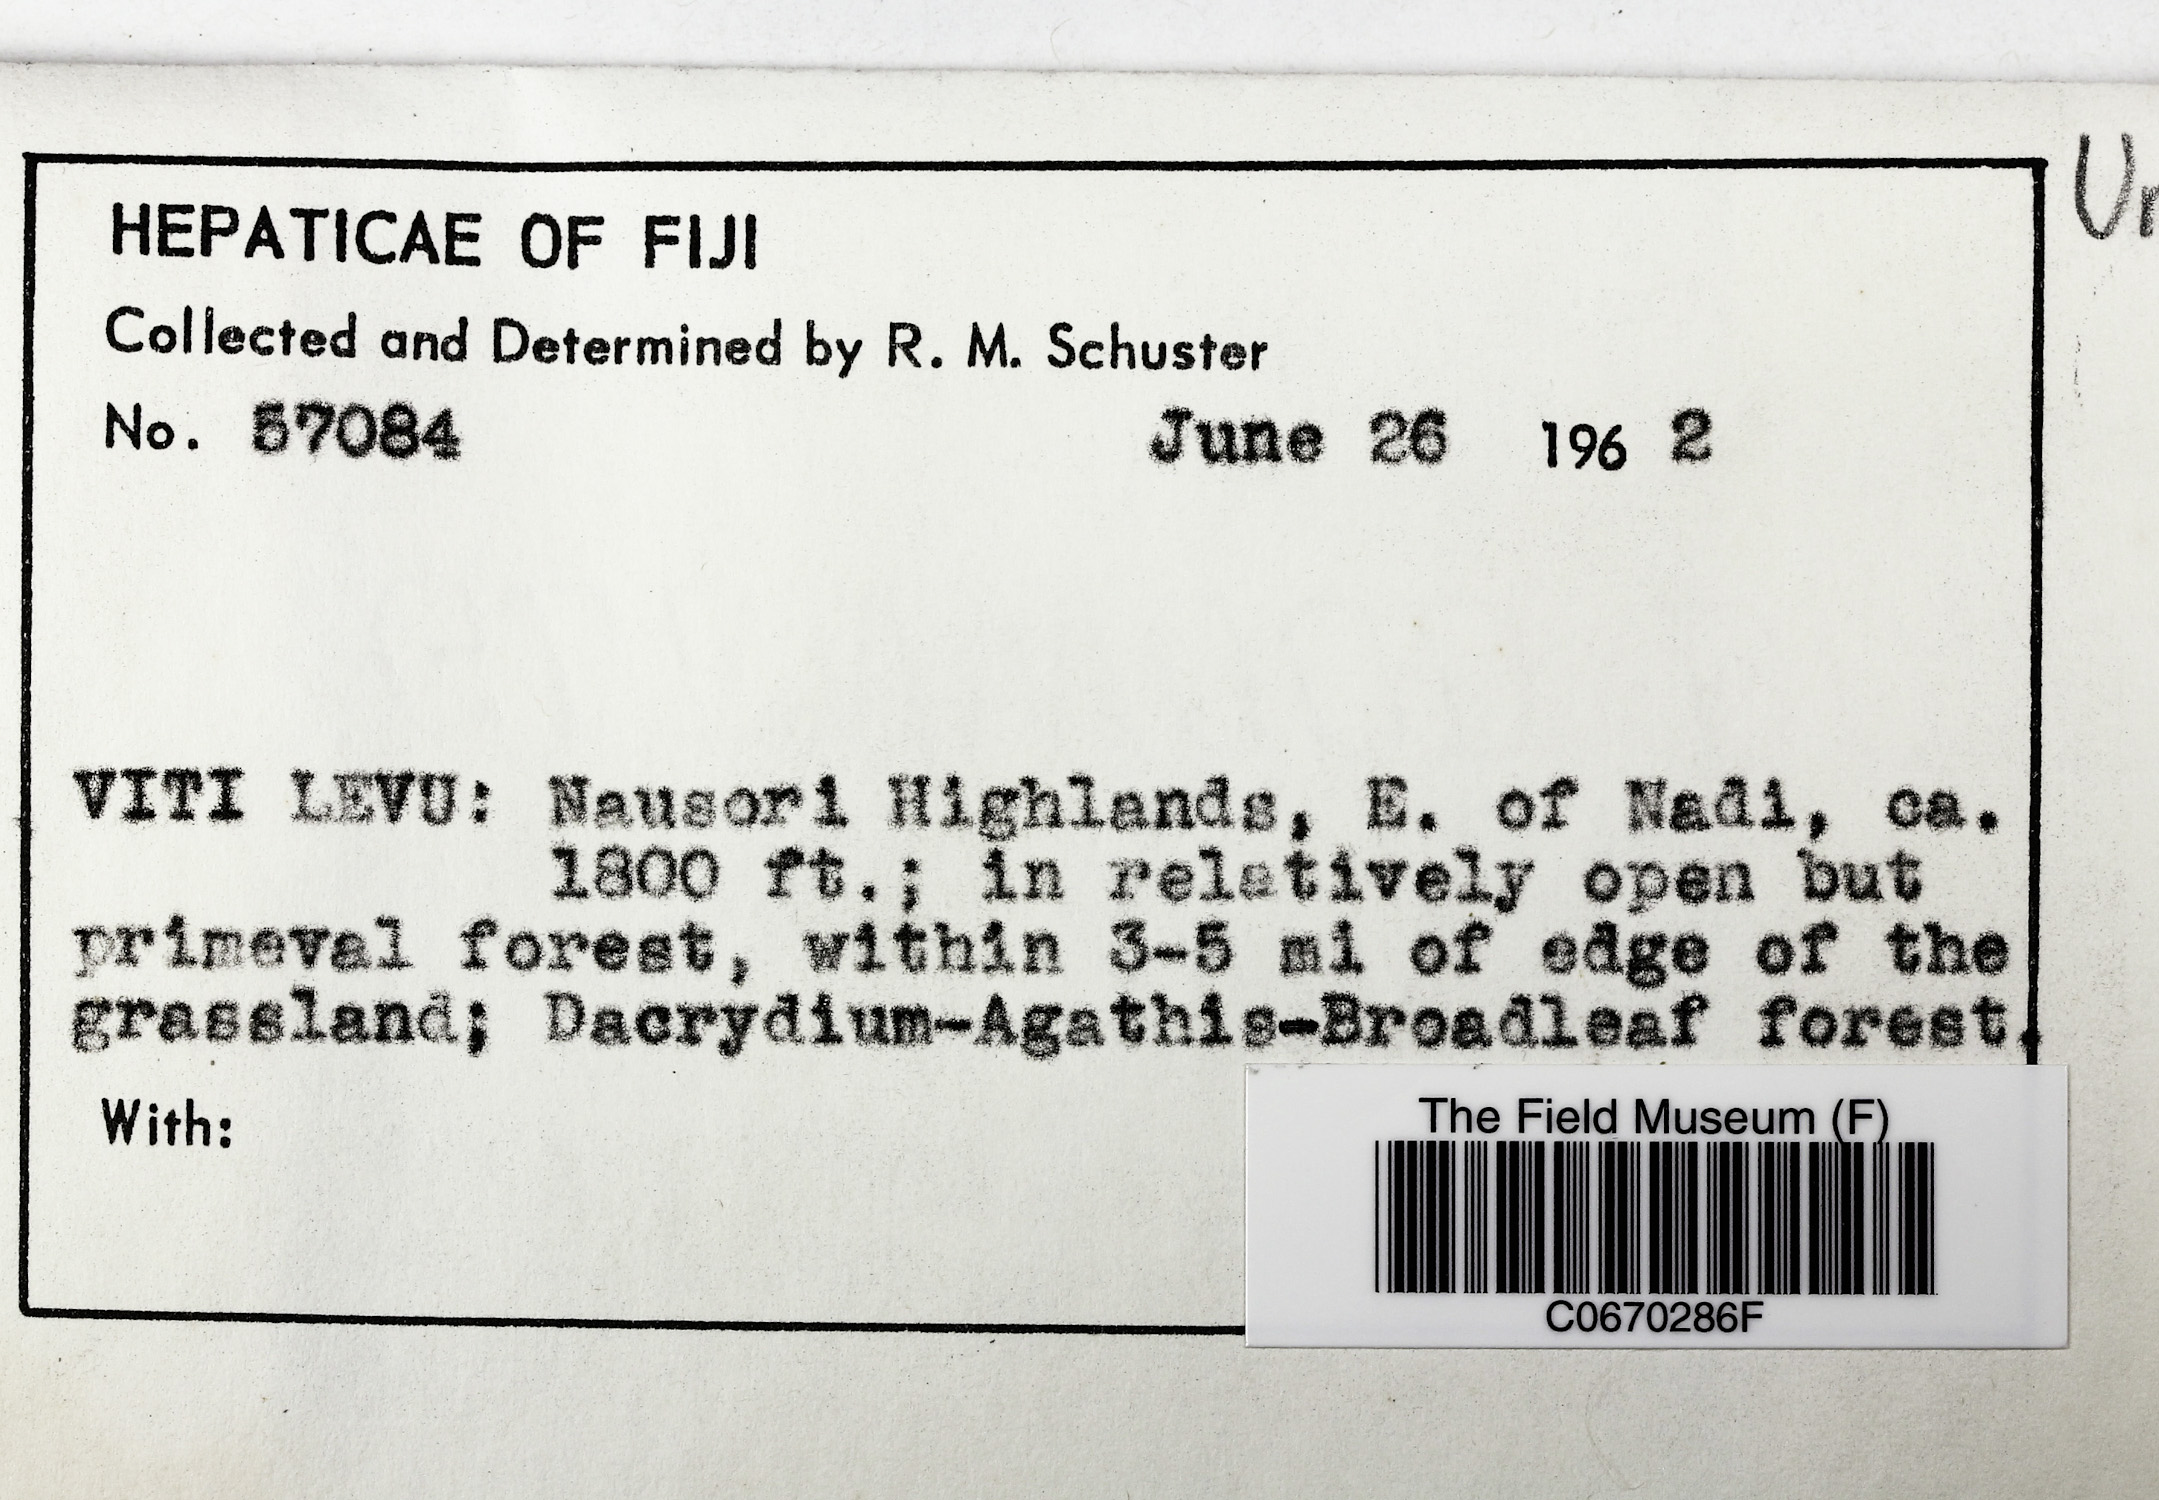 HEPATICAE OF FIJI
Collected and Determined by R. M. Schuster
No. 57084 June 26 196 2
VITI LEVU: Nausori Highlands, E. of Nadi, ca.
1800 ft.; in relatively open but
primeval forest, within 3-5 mi of edge of the
grassland; Dacrydium-Agathis-Broadleaf forest.
With:
The Field Museum (F)
C0670286F